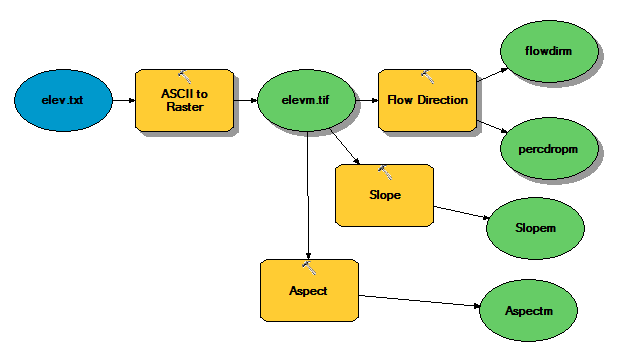 flowdirm
elev.txt
ASCII to
Raster
elevm.tif
Flow Direction
percdropm
Slope
Slopem
Aspect
Aspectm